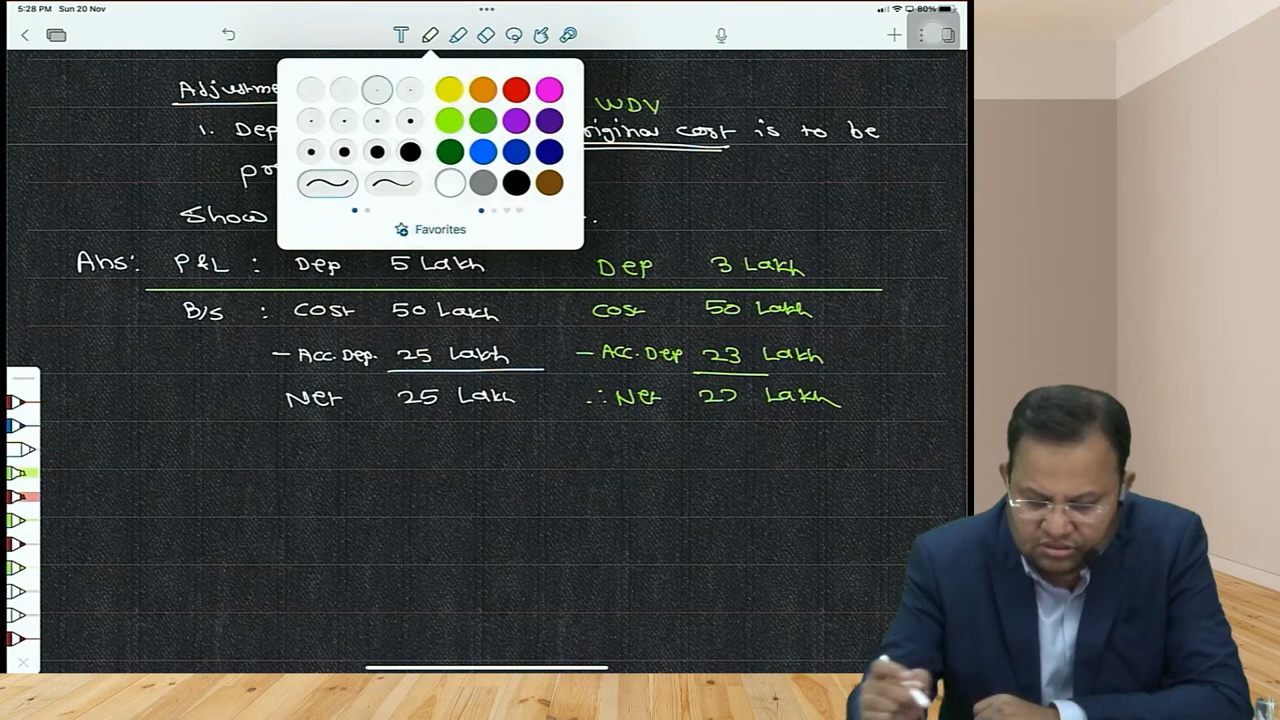 5:28 PM Sun 20 Nov
80%
T
Adjustme
WDV
1. Dep riginal cost is to be
pr
Show ..
Favorites
Ans: P&L : Dep 5 Lakh Dep 3 Lakh
B/s : Cost 50 Lakh Cost 50 Lakh
- Acc. Dep. 25 Lakh - Acc. Dep 23 Lakh
Net 25 Lakh ∴ Net 27 Lakh